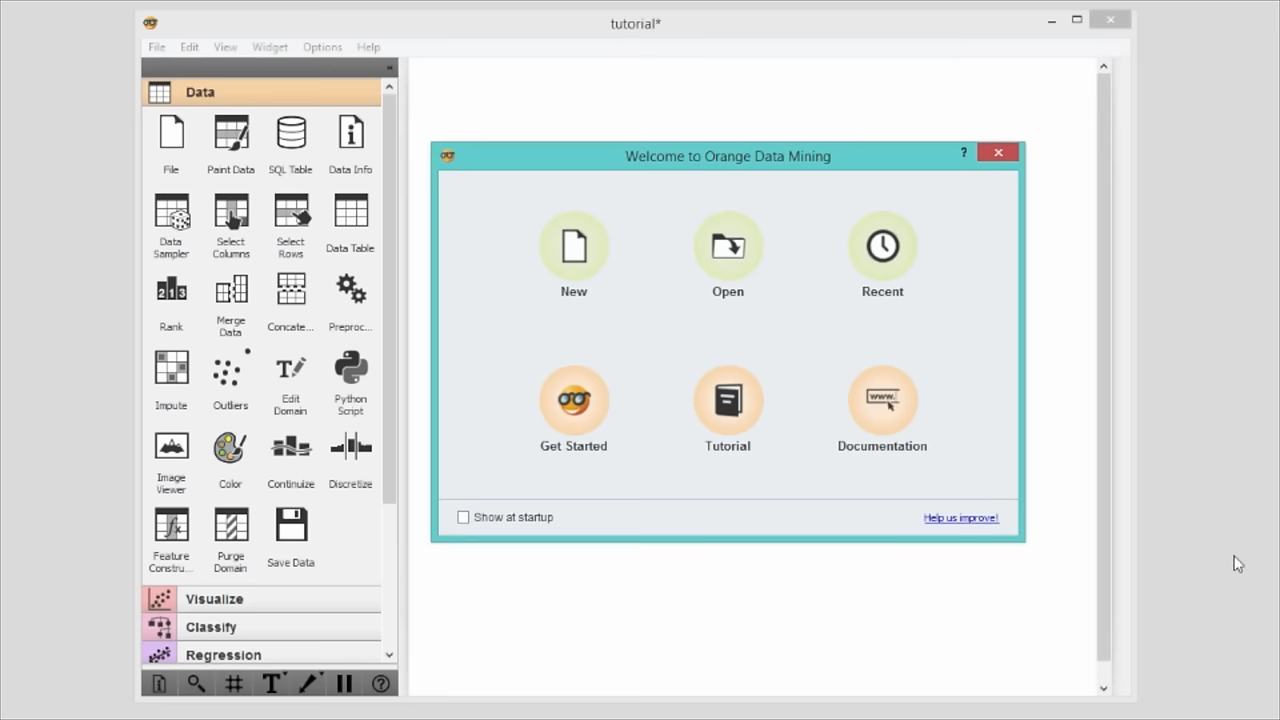 tutorial*
File Edit View Widget Options Help
Data
File Paint Data SQL Table Data Info
Data Sampler Select Columns Select Rows Data Table
Rank Merge Data Concate... Preproc...
Impute Outliers Edit Domain Python Script
Image Viewer Color Continuize Discretize
Feature Constru... Purge Domain Save Data
Visualize
Classify
Regression
Welcome to Orange Data Mining
New Open Recent
www.
Get Started Tutorial Documentation
Show at startup Help us improve!